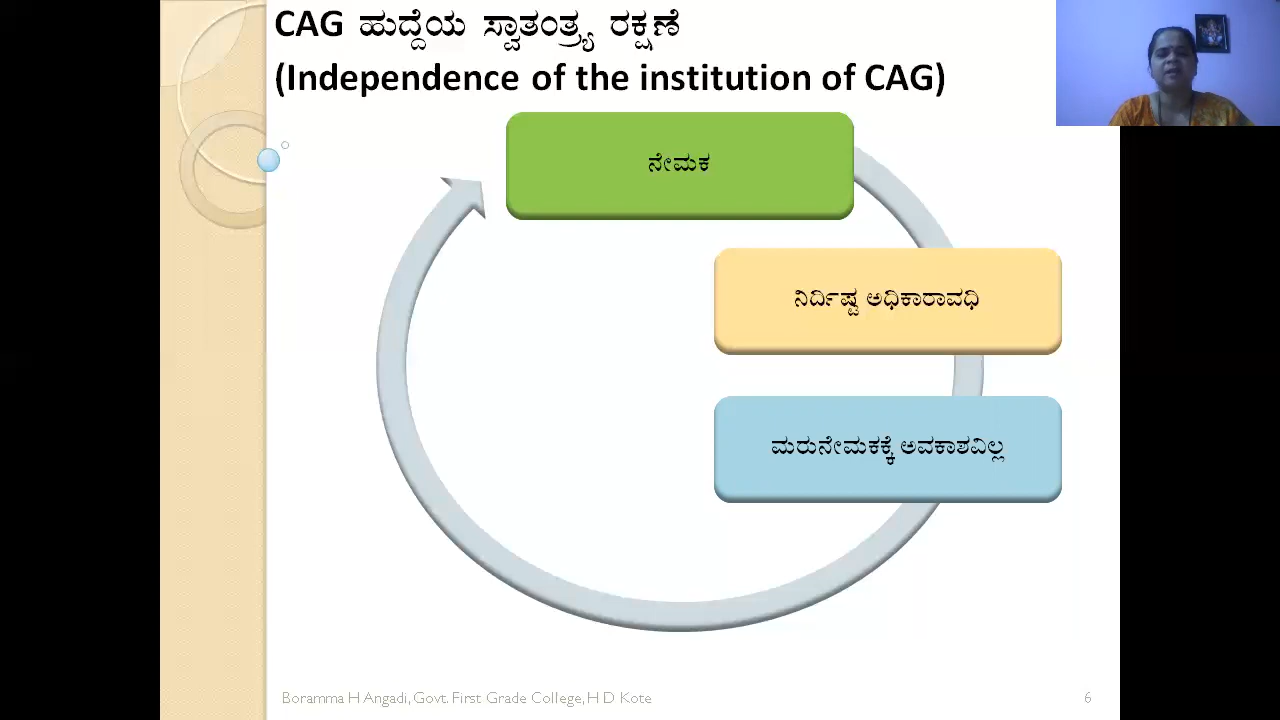 CAG ಹುದ್ದೆಯ ಸ್ವಾತಂತ್ರ್ಯ ರಕ್ಷಣೆ
(Independence of the institution of CAG)
ನೇಮಕ
ನಿರ್ದಿಷ್ಟ ಅಧಿಕಾರಾವಧಿ
ಮರುನೇಮಕಕ್ಕೆ ಅವಕಾಶವಿಲ್ಲ
Boramma H Angadi, Govt. First Grade College, H D Kote
6